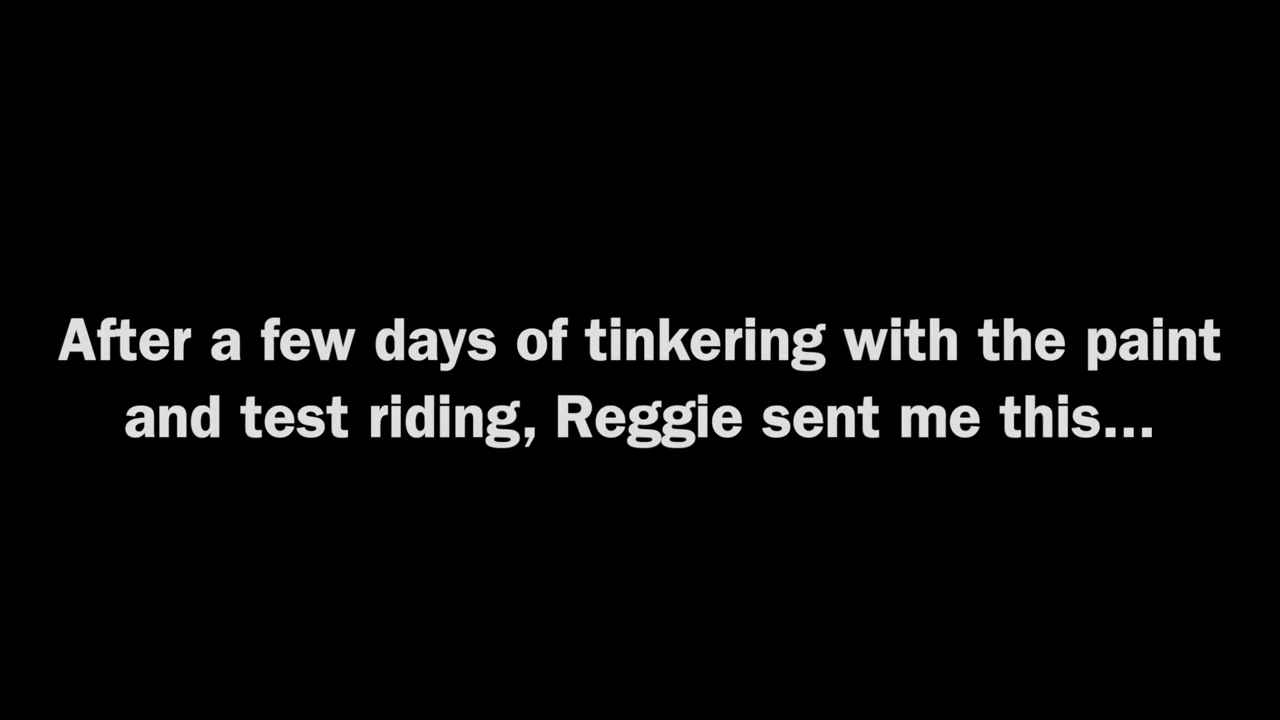 After a few days of tinkering with the paint
and test riding, Reggie sent me this...